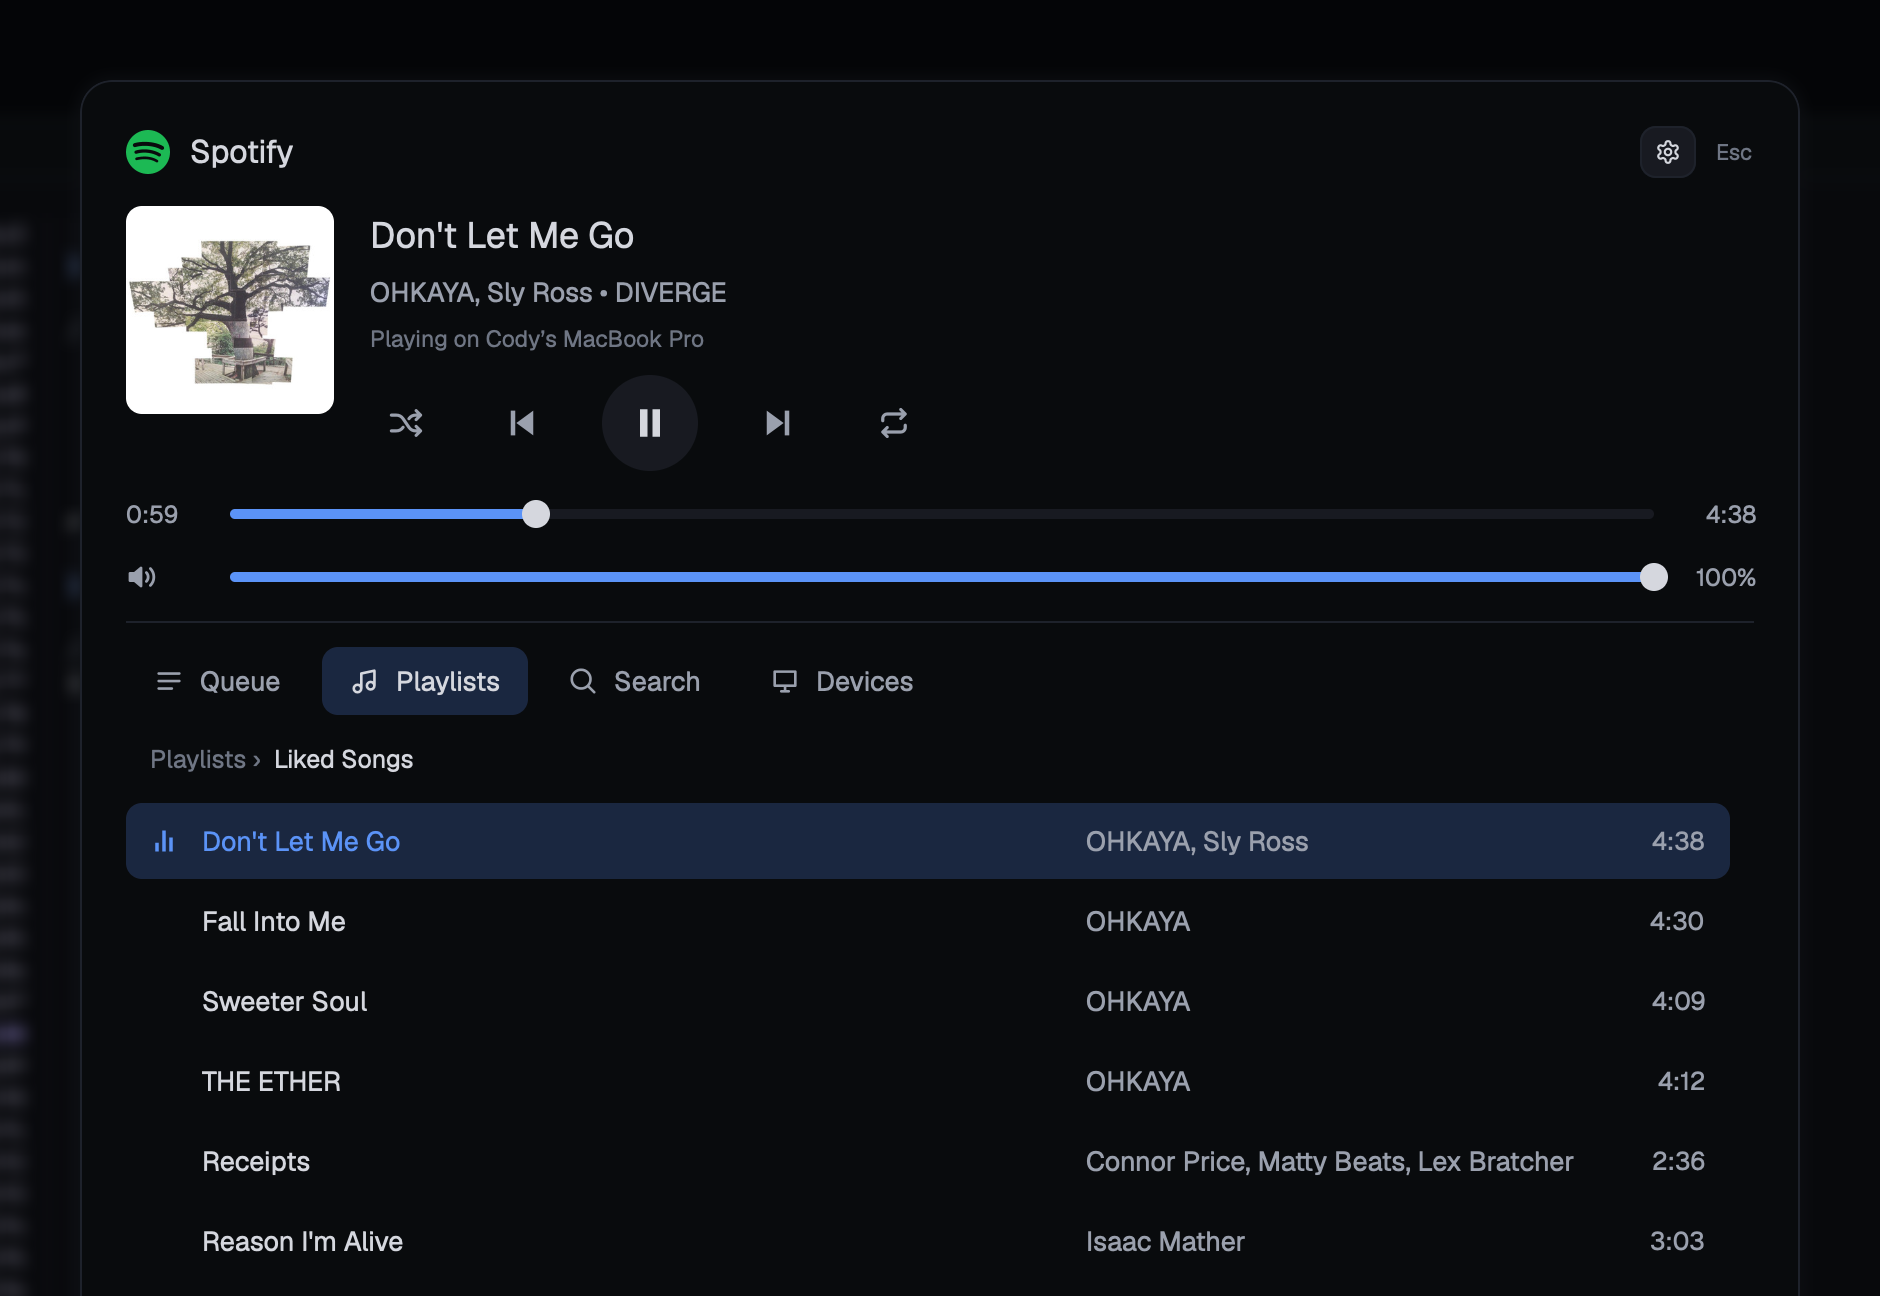 Spotify
Esc
Don't Let Me Go
OHKAYA, Sly Ross • DIVERGE
Playing on Cody’s MacBook Pro
0:59 4:38
100%
Queue Playlists Search Devices
Playlists › Liked Songs
Don't Let Me Go OHKAYA, Sly Ross 4:38
Fall Into Me OHKAYA 4:30
Sweeter Soul OHKAYA 4:09
THE ETHER OHKAYA 4:12
Receipts Connor Price, Matty Beats, Lex Bratcher 2:36
Reason I'm Alive Isaac Mather 3:03